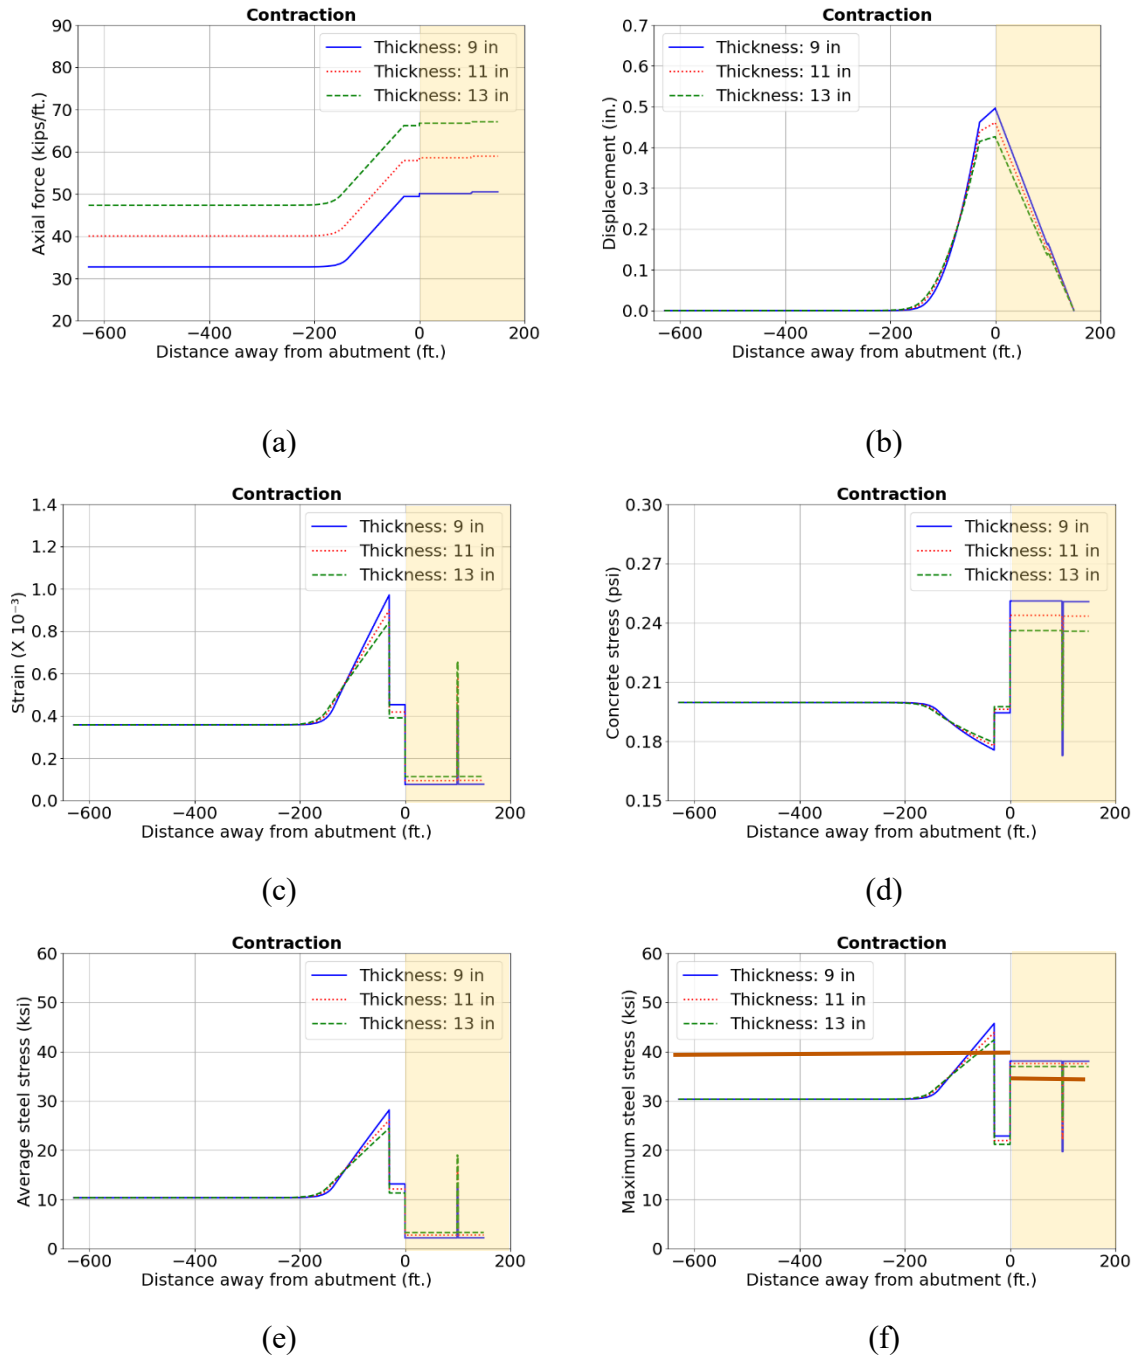 Contraction
Axial force (kips/ft.)
90
80
70
60
50
40
30
20
Thickness: 9 in
Thickness: 11 in
Thickness: 13 in
−600 −400 −200 0 200
Distance away from abutment (ft.)
(a)
Contraction
Displacement (in.)
0.7
0.6
0.5
0.4
0.3
0.2
0.1
0.0
Thickness: 9 in
Thickness: 11 in
Thickness: 13 in
−600 −400 −200 0 200
Distance away from abutment (ft.)
(b)
Contraction
Strain (X 10⁻³)
1.4
1.2
1.0
0.8
0.6
0.4
0.2
0.0
Thickness: 9 in
Thickness: 11 in
Thickness: 13 in
−600 −400 −200 0 200
Distance away from abutment (ft.)
(c)
Contraction
Concrete stress (psi)
0.30
0.27
0.24
0.21
0.18
0.15
Thickness: 9 in
Thickness: 11 in
Thickness: 13 in
−600 −400 −200 0 200
Distance away from abutment (ft.)
(d)
Contraction
Average steel stress (ksi)
60
50
40
30
20
10
0
Thickness: 9 in
Thickness: 11 in
Thickness: 13 in
−600 −400 −200 0 200
Distance away from abutment (ft.)
(e)
Contraction
Maximum steel stress (ksi)
60
50
40
30
20
10
0
Thickness: 9 in
Thickness: 11 in
Thickness: 13 in
−600 −400 −200 0 200
Distance away from abutment (ft.)
(f)